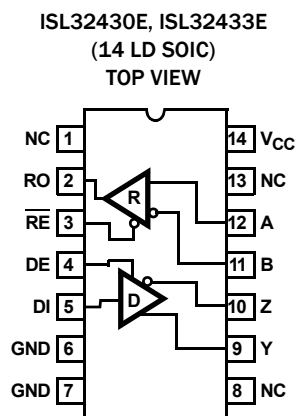 ISL32430E, ISL32433E
(14 LD SOIC)
TOP VIEW
NC 1
14 VCC
RO 2
R
13 NC
RE 3
12 A
DE 4
11 B
DI 5
D
10 Z
GND 6
9 Y
GND 7
8 NC